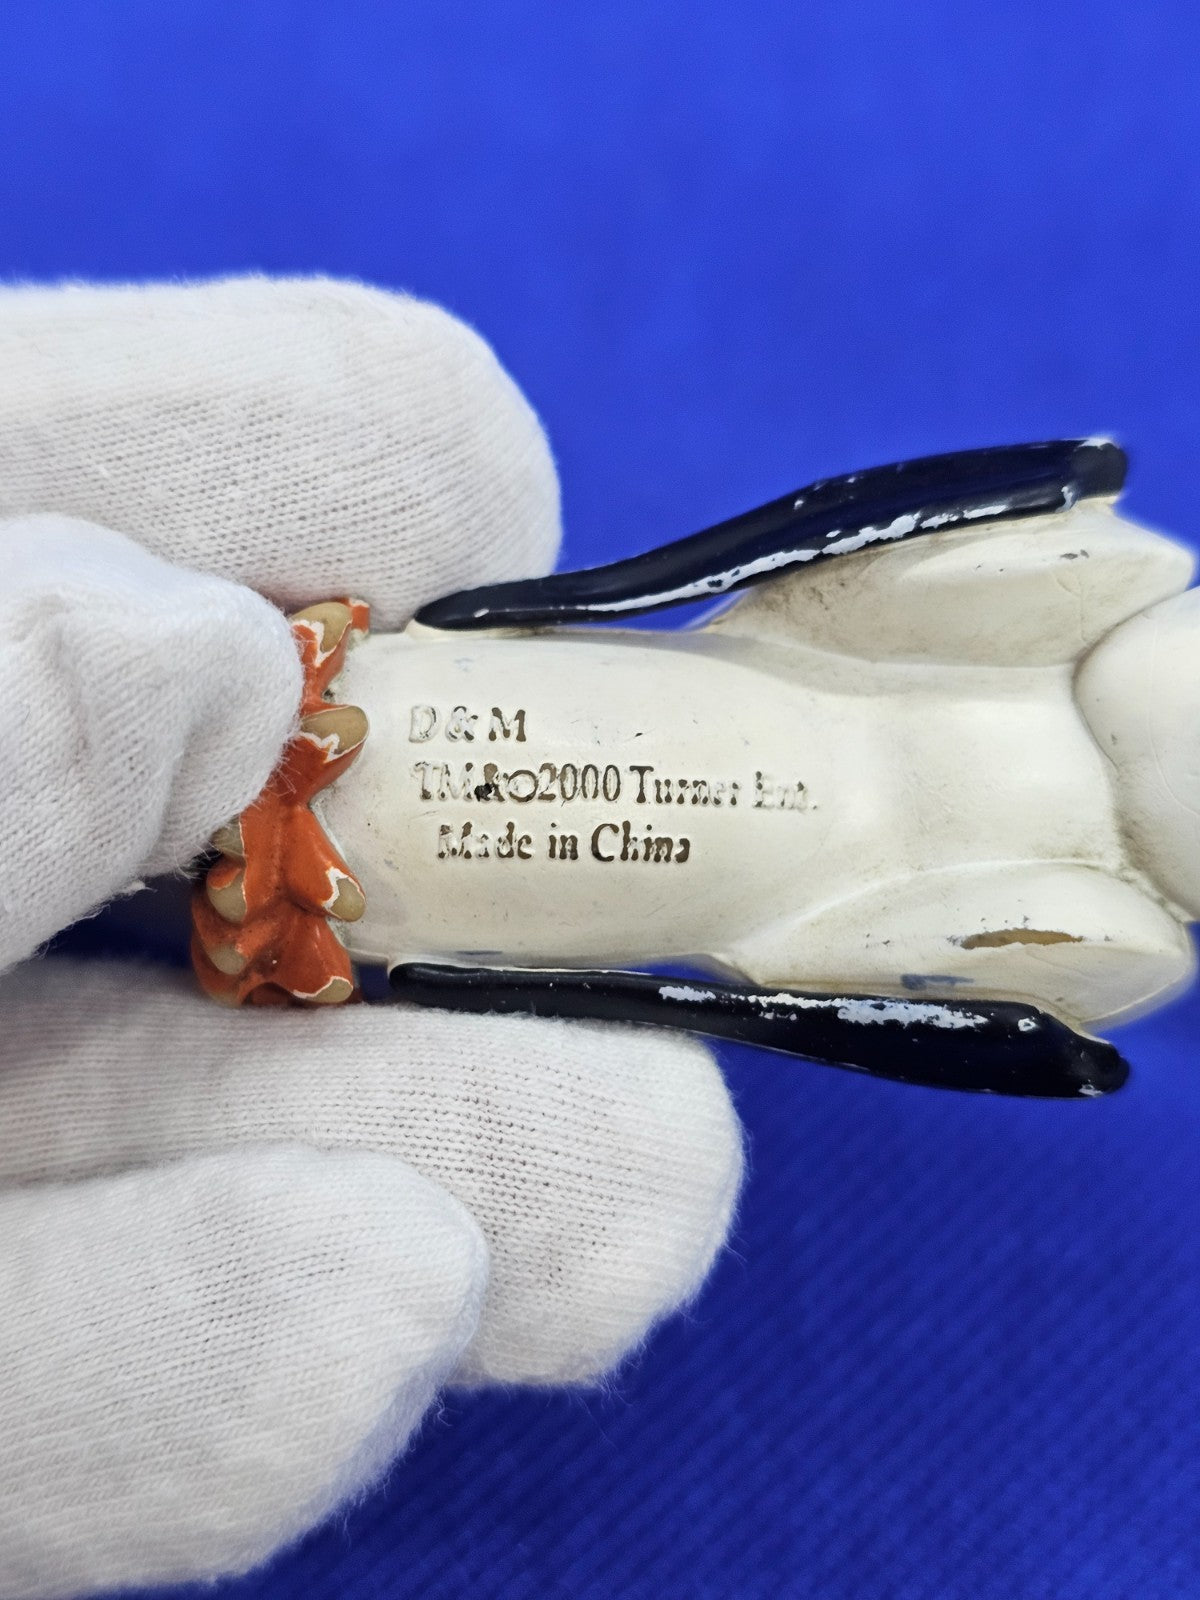 D & M
TM & ©2000 Turner Ent.
Made in China